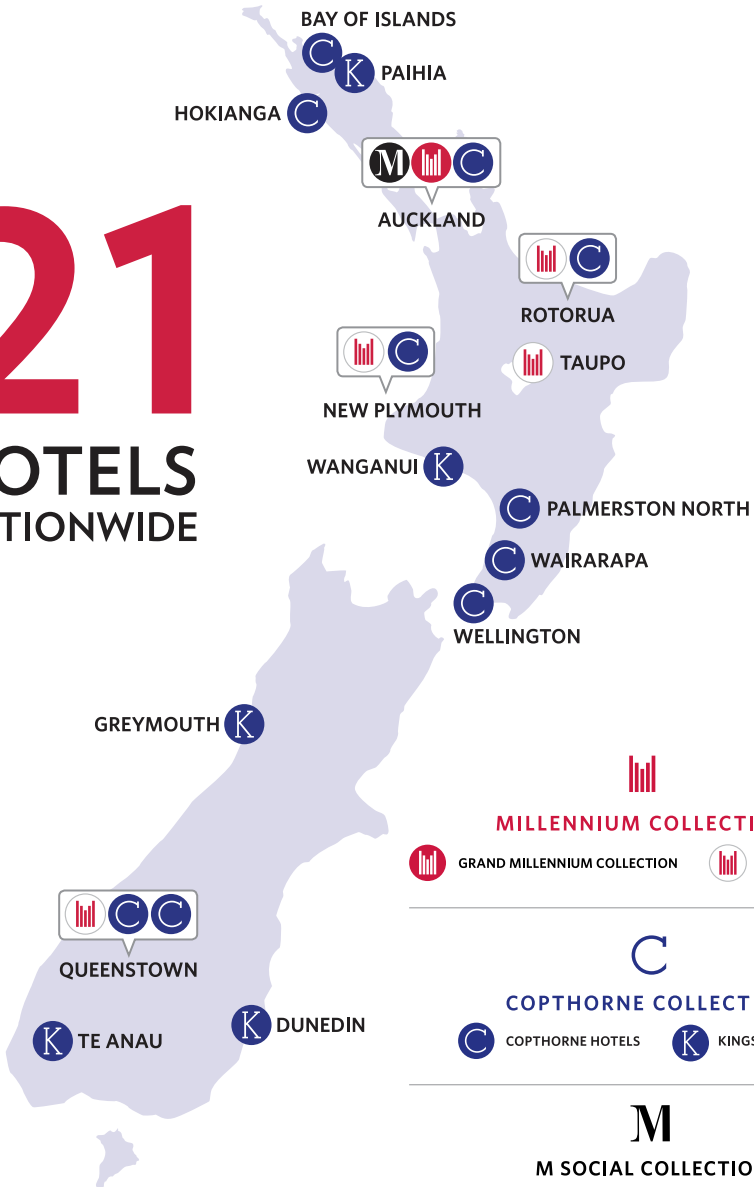 BAY OF ISLANDS
C
K PAIHIA
HOKIANGA C
M C
AUCKLAND
21
C
ROTORUA
TAUPO
C
NEW PLYMOUTH
OTELS
WANGANUI K
TIONWIDE
C PALMERSTON NORTH
C WAIRARAPA
C
WELLINGTON
GREYMOUTH K
MILLENNIUM COLLECTI
GRAND MILLENNIUM COLLECTION
C C
QUEENSTOWN
C
COPTHORNE COLLECT
K TE ANAU
K DUNEDIN
C COPTHORNE HOTELS K KINGS
M
M SOCIAL COLLECTIO